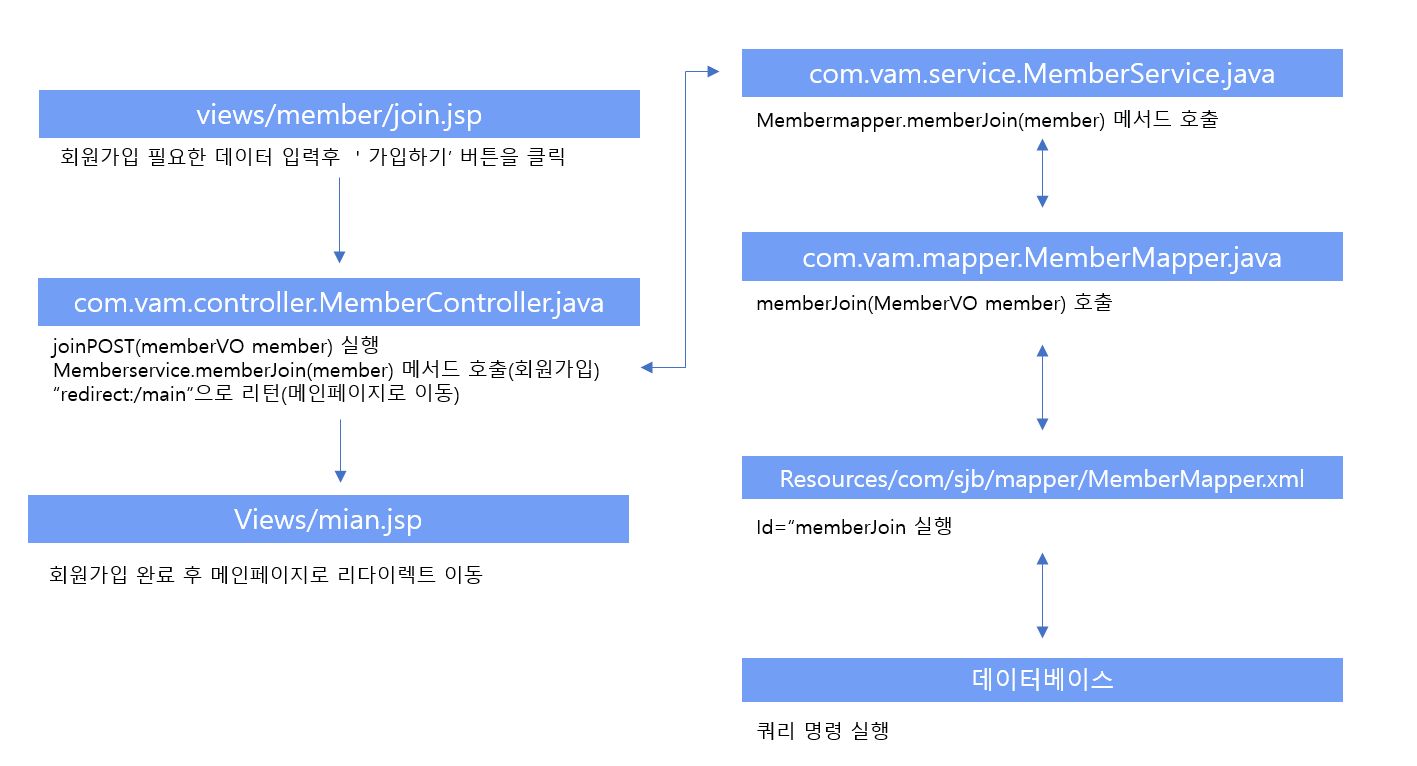 views/member/join.jsp
회원가입 필요한 데이터 입력후 ' 가입하기’ 버튼을 클릭
com.vam.controller.MemberController.java
joinPOST(memberVO member) 실행
Memberservice.memberJoin(member) 메서드 호출(회원가입)
“redirect:/main”으로 리턴(메인페이지로 이동)
Views/mian.jsp
회원가입 완료 후 메인페이지로 리다이렉트 이동
com.vam.service.MemberService.java
Membermapper.memberJoin(member) 메서드 호출
com.vam.mapper.MemberMapper.java
memberJoin(MemberVO member) 호출
Resources/com/sjb/mapper/MemberMapper.xml
Id=“memberJoin 실행
데이터베이스
쿼리 명령 실행